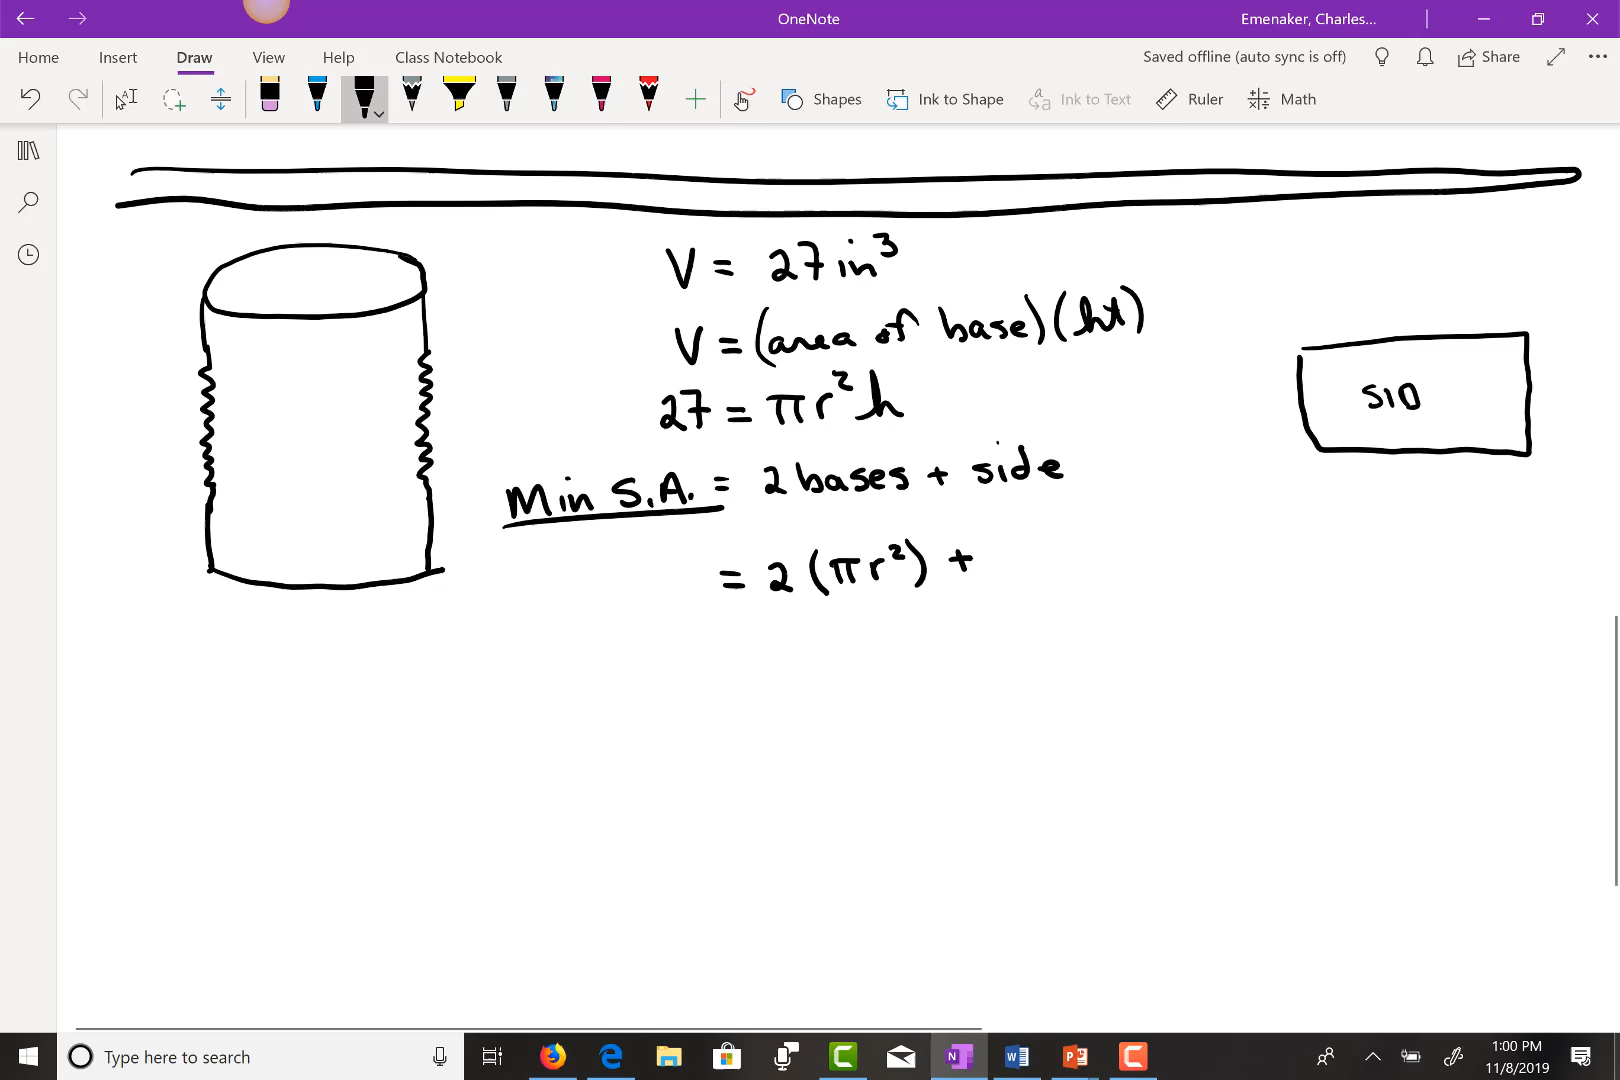 OneNote
Emenaker, Charles...
Home Insert Draw View Help Class Notebook
Saved offline (auto sync is off) Share
Shapes Ink to Shape Ink to Text Ruler Math
V = 27 in³
V = (area of base)(ht)
27 = πr²h
Min S.A. = 2 bases + side
= 2(πr²) +
SID
Type here to search
1:00 PM
11/8/2019